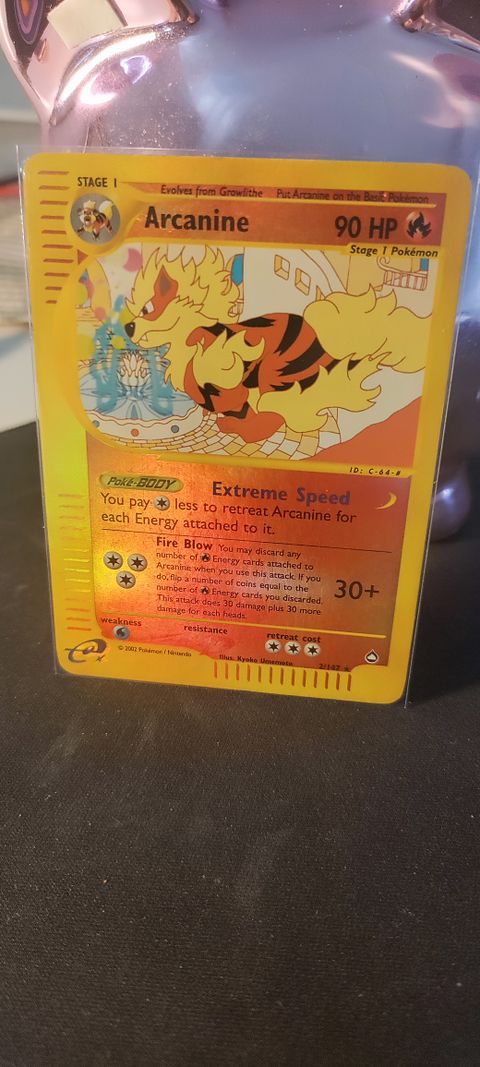 STAGE 1
Evolves from Growlithe Put Arcanine on the Basic Pokémon
Arcanine 90 HP
Stage 1 Pokémon
ID: C-64-#
Poké-BODY Extreme Speed
You pay less to retreat Arcanine for
each Energy attached to it.
Fire Blow You may discard any
number of Energy cards attached to
Arcanine when you use this attack. If you
do, flip a number of coins equal to the
number of Energy cards you discarded.
This attack does 30 damage plus 30 more
damage for each heads.
30+
weakness resistance retreat cost
© 2002 Pokémon / Nintendo
Illus. Kyoko Umemoto 2/147 ★